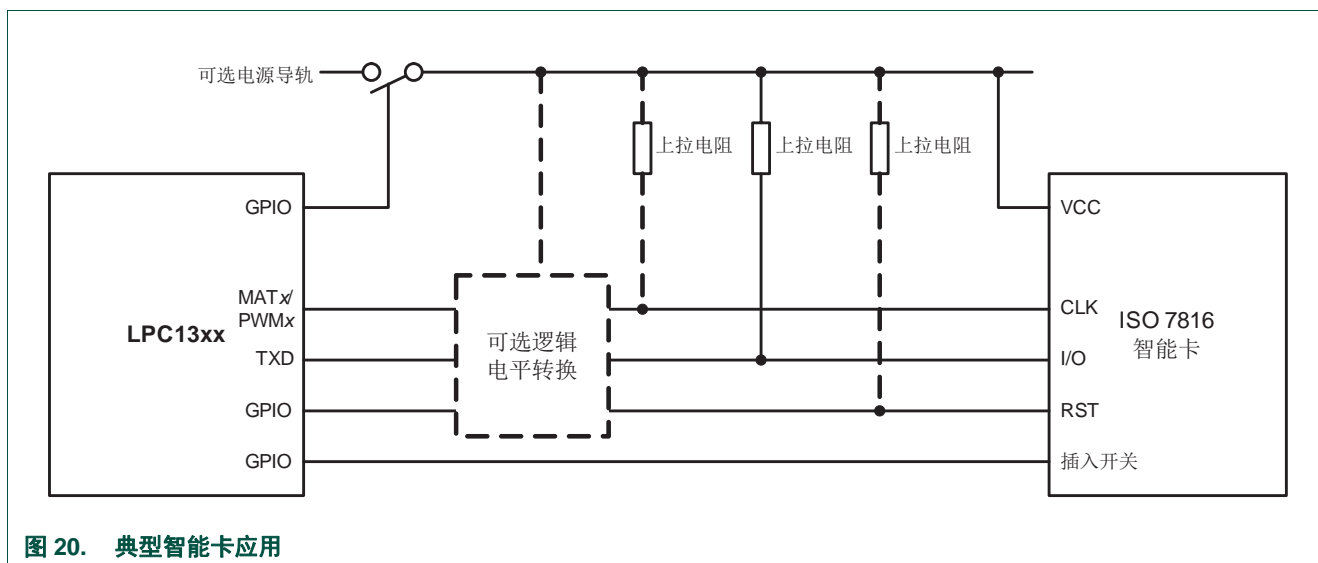 可选电源导轨
上拉电阻
上拉电阻
上拉电阻
GPIO
VCC
MATx/
PWMx
CLK
LPC13xx
ISO 7816
智能卡
可选逻辑
电平转换
TXD
I/O
GPIO
RST
GPIO
插入开关
图 20. 典型智能卡应用